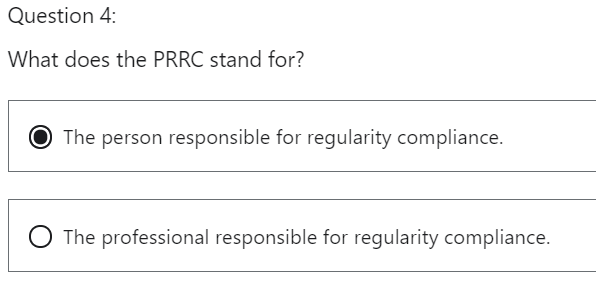 Question 4:
What does the PRRC stand for?
The person responsible for regularity compliance.
The professional responsible for regularity compliance.